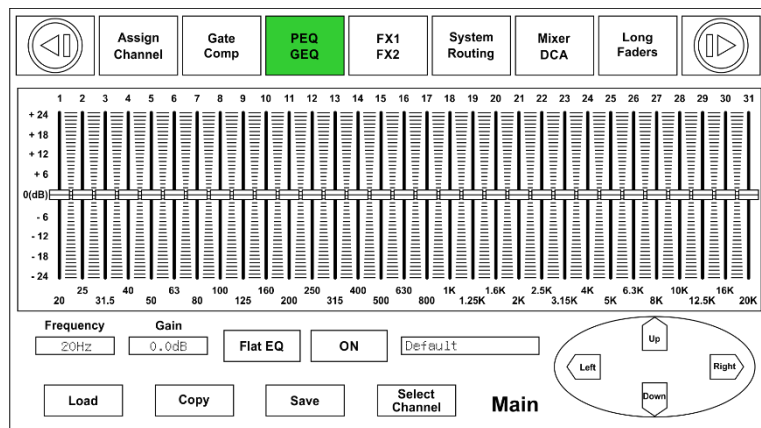 Assign
Channel
Gate
Comp
PEQ
GEQ
FX1
FX2
System
Routing
Mixer
DCA
Long
Faders
1 2 3 4 5 6 7 8 9 10 11 12 13 14 15 16 17 18 19 20 21 22 23 24 25 26 27 28 29 30 31
+ 24
+ 18
+ 12
+ 6
0(dB)
- 6
- 12
- 18
- 24
25 40 63 100 160 250 400 630 1K 1.6K 2.5K 4K 6.3K 10K 16K
20 31.5 50 80 125 200 315 500 800 1.25K 2K 3.15K 5K 8K 12.5K 20K
Frequency Gain
20Hz 0.0dB Flat EQ ON Default
Up
Left Right
Down
Load Copy Save
Select
Channel
Main